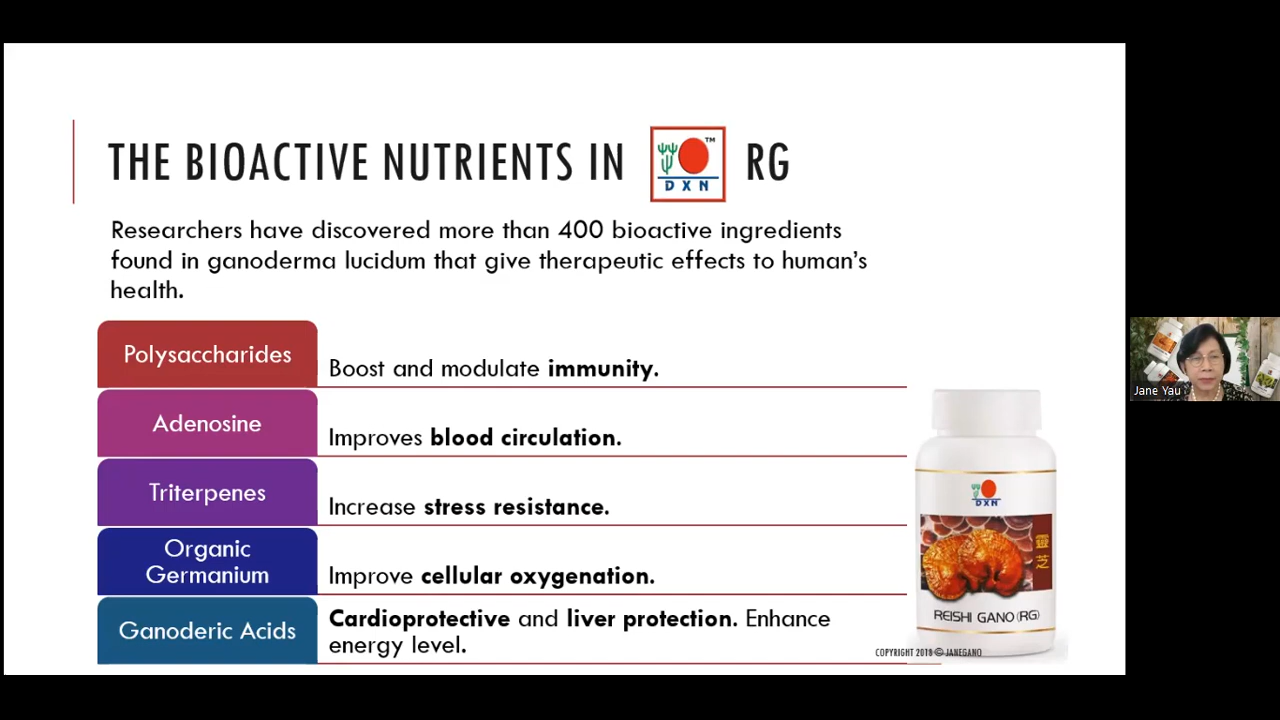 THE BIOACTIVE NUTRIENTS IN DXN™ RG
Researchers have discovered more than 400 bioactive ingredients
found in ganoderma lucidum that give therapeutic effects to human's
health.
Polysaccharides
Boost and modulate immunity.
Adenosine
Improves blood circulation.
Triterpenes
Increase stress resistance.
Organic
Germanium
Improve cellular oxygenation.
Ganoderic Acids
Cardioprotective and liver protection. Enhance
energy level.
DXN
靈
芝
REISHI GANO (RG)
COPYRIGHT 2018 © JANEGANO
Jane Yau